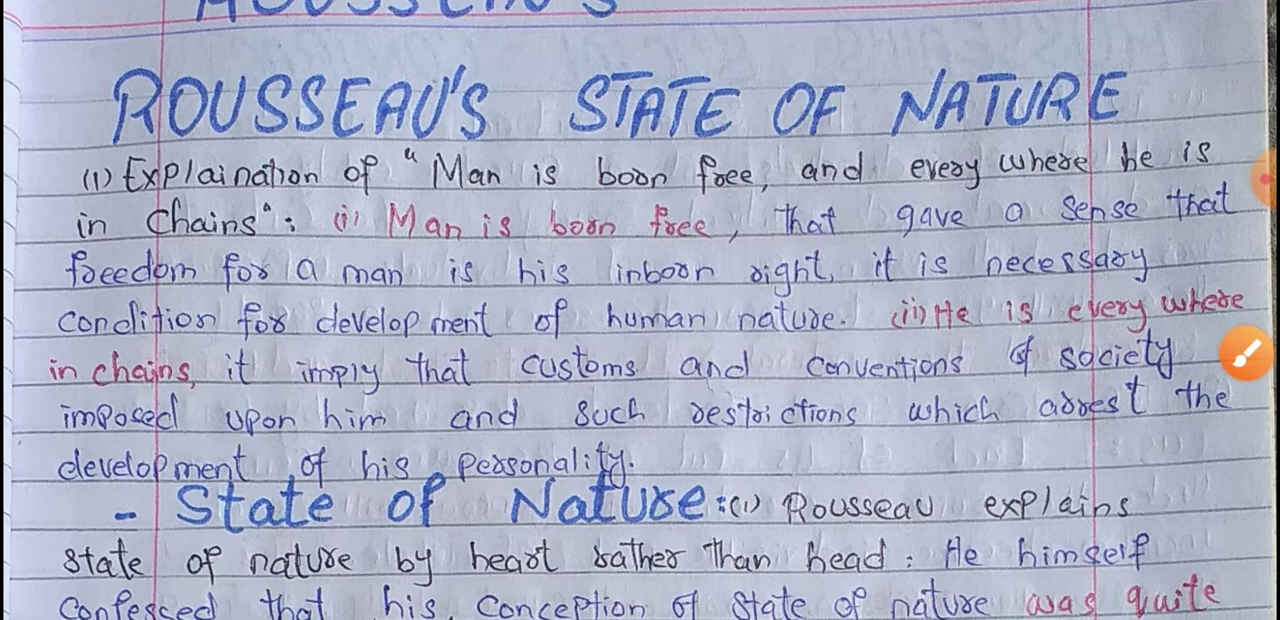 ROUSSEAU'S
ROUSSEAU'S STATE OF NATURE
(1) Explaination of "Man is born free, and every where he is
in chains": (i) Man is born free, that gave a sense that
freedom for a man is his inborn right, it is necessary
condition for development of human nature. (ii) He is every where
in chains, it imply that customs and conventions of society
imposed upon him and such restrictions which arrest the
development of his personality.
- State of Nature :(1) Rousseau explains
state of nature by heart rather than head. He himself
confessed that his conception of state of nature was quite